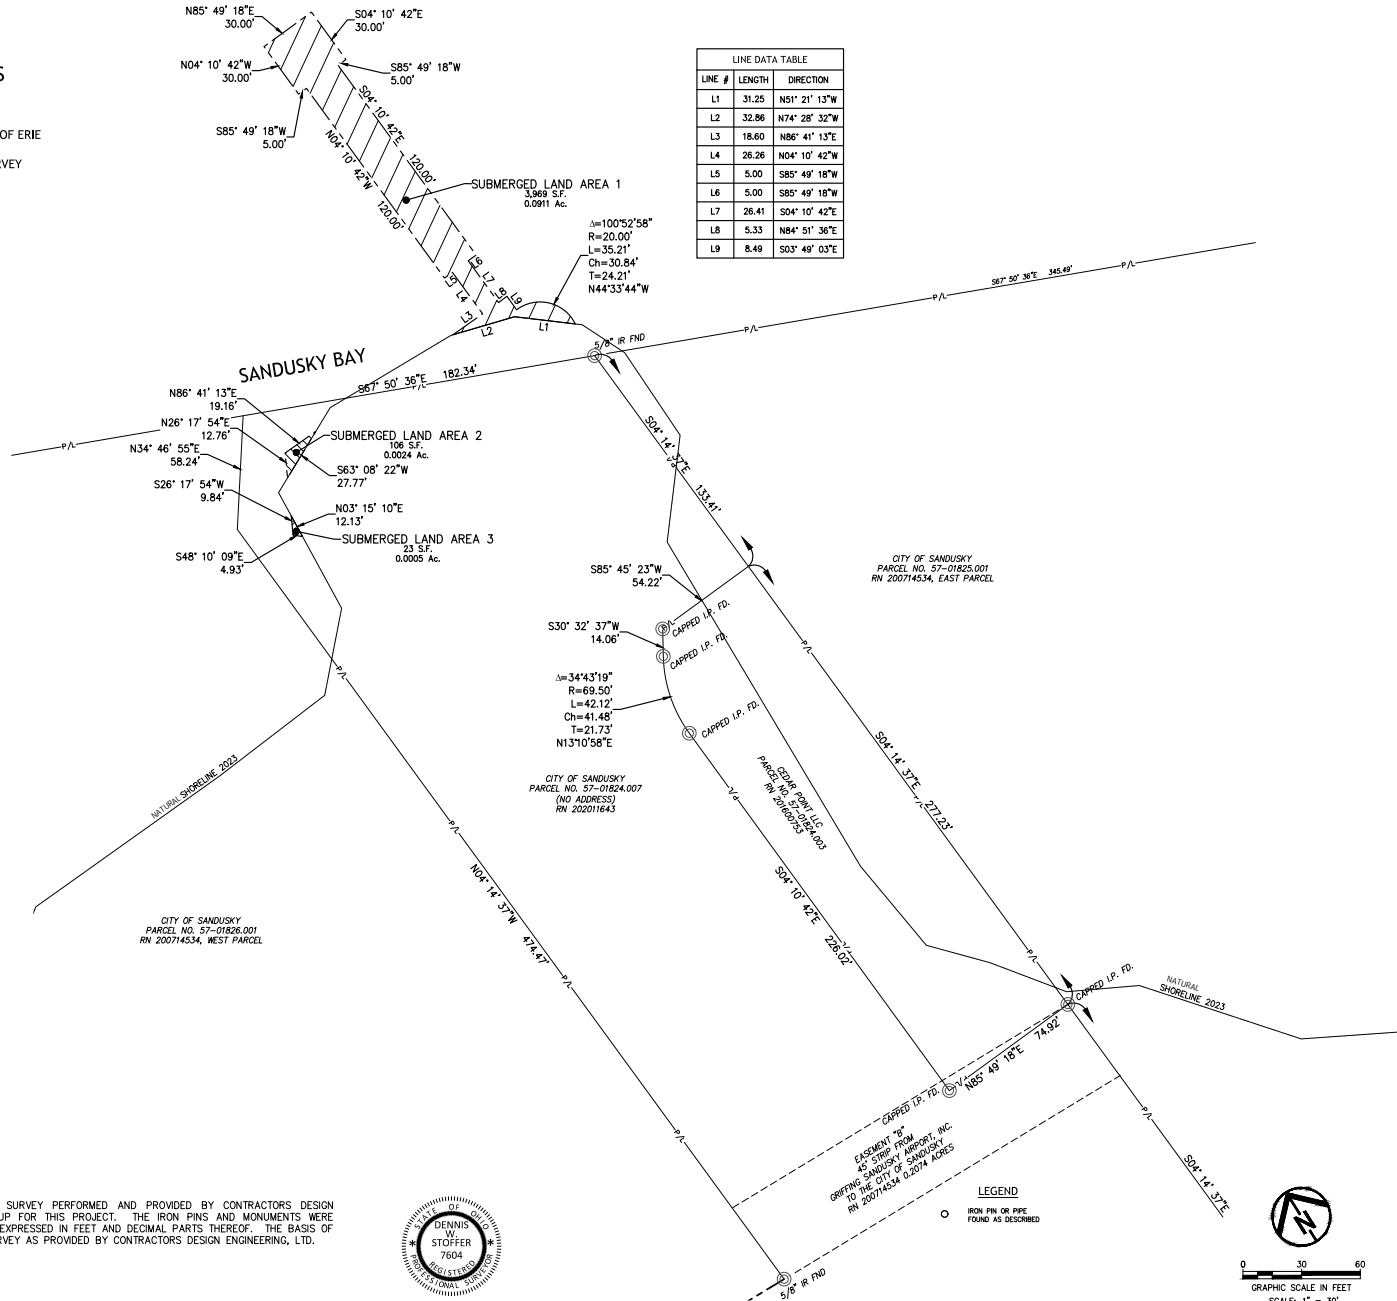 S
OF ERIE
RVEY
N85° 49' 18"E
30.00'
S04° 10' 42"E
30.00'
N04° 10' 42"W
30.00'
S85° 49' 18"W
5.00'
S85° 49' 18"W
5.00'
S04° 10' 42"E 120.00'
N04° 10' 42"W 120.00'
SUBMERGED LAND AREA 1
3,969 S.F.
0.0911 Ac.
Δ=100°52'58"
R=20.00'
L=35.21'
Ch=30.84'
T=24.21'
N44°33'44"W
L6
L5
L7
L4
L8
L9
L3
L2
L1
LINE DATA TABLE
LINE # LENGTH DIRECTION
L1 31.25 N51° 21' 13"W
L2 32.86 N74° 28' 32"W
L3 18.60 N86° 41' 13"E
L4 26.26 N04° 10' 42"W
L5 5.00 S85° 49' 18"W
L6 5.00 S85° 49' 18"W
L7 26.41 S04° 10' 42"E
L8 5.33 N84° 51' 36"E
L9 8.49 S03° 49' 03"E
S67° 50' 36"E 345.49'
P/L
P/L
P/L
5/8" IR FND
SANDUSKY BAY
S67° 50' 36"E 182.34'
P/L
P/L
N86° 41' 13"E
19.16'
N26° 17' 54"E
12.76'
N34° 46' 55"E
58.24'
SUBMERGED LAND AREA 2
106 S.F.
0.0024 Ac.
S63° 08' 22"W
27.77'
S26° 17' 54"W
9.84'
N03° 15' 10"E
12.13'
SUBMERGED LAND AREA 3
23 S.F.
0.0005 Ac.
S48° 10' 09"E
4.93'
S04° 14' 37"E 133.41'
P/L
CITY OF SANDUSKY
PARCEL NO. 57-01825.001
RN 200714534, EAST PARCEL
S85° 45' 23"W
54.22'
P/L
CAPPED I.P. FD.
S30° 32' 37"W
14.06'
CAPPED I.P. FD.
Δ=34°43'19"
R=69.50'
L=42.12'
Ch=41.48'
T=21.73'
N13°10'58"E
CAPPED I.P. FD.
P/L
P/L
S04° 14' 37"E 277.23'
P/L
CEDAR POINT LLC
PARCEL NO. 57-01824.003
RN 201600753
CITY OF SANDUSKY
PARCEL NO. 57-01824.007
(NO ADDRESS)
RN 202011643
P/L
NATURAL SHORELINE 2023
P/L
N04° 14' 37"W 474.47'
P/L
S04° 10' 42"E 226.02'
P/L
CITY OF SANDUSKY
PARCEL NO. 57-01826.001
RN 200714534, WEST PARCEL
P/L
CAPPED I.P. FD.
NATURAL
SHORELINE 2023
N85° 49' 18"E 74.92'
P/L
CAPPED I.P. FD.
P/L
P/L
EASEMENT "B"
45' STRIP FROM
GRIFFING SANDUSKY AIRPORT, INC.
TO THE CITY OF SANDUSKY
RN 200714534 0.2074 ACRES
S04° 14' 37"E
LEGEND
IRON PIN OR PIPE
FOUND AS DESCRIBED
SURVEY PERFORMED AND PROVIDED BY CONTRACTORS DESIGN
UP FOR THIS PROJECT. THE IRON PINS AND MONUMENTS WERE
EXPRESSED IN FEET AND DECIMAL PARTS THEREOF. THE BASIS OF
RVEY AS PROVIDED BY CONTRACTORS DESIGN ENGINEERING, LTD.
STATE OF OHIO
DENNIS
W.
STOFFER
7604
REGISTERED
PROFESSIONAL SURVEYOR
5/8" IR FND
N
0 30 60
GRAPHIC SCALE IN FEET
SCALE: 1" = 30'